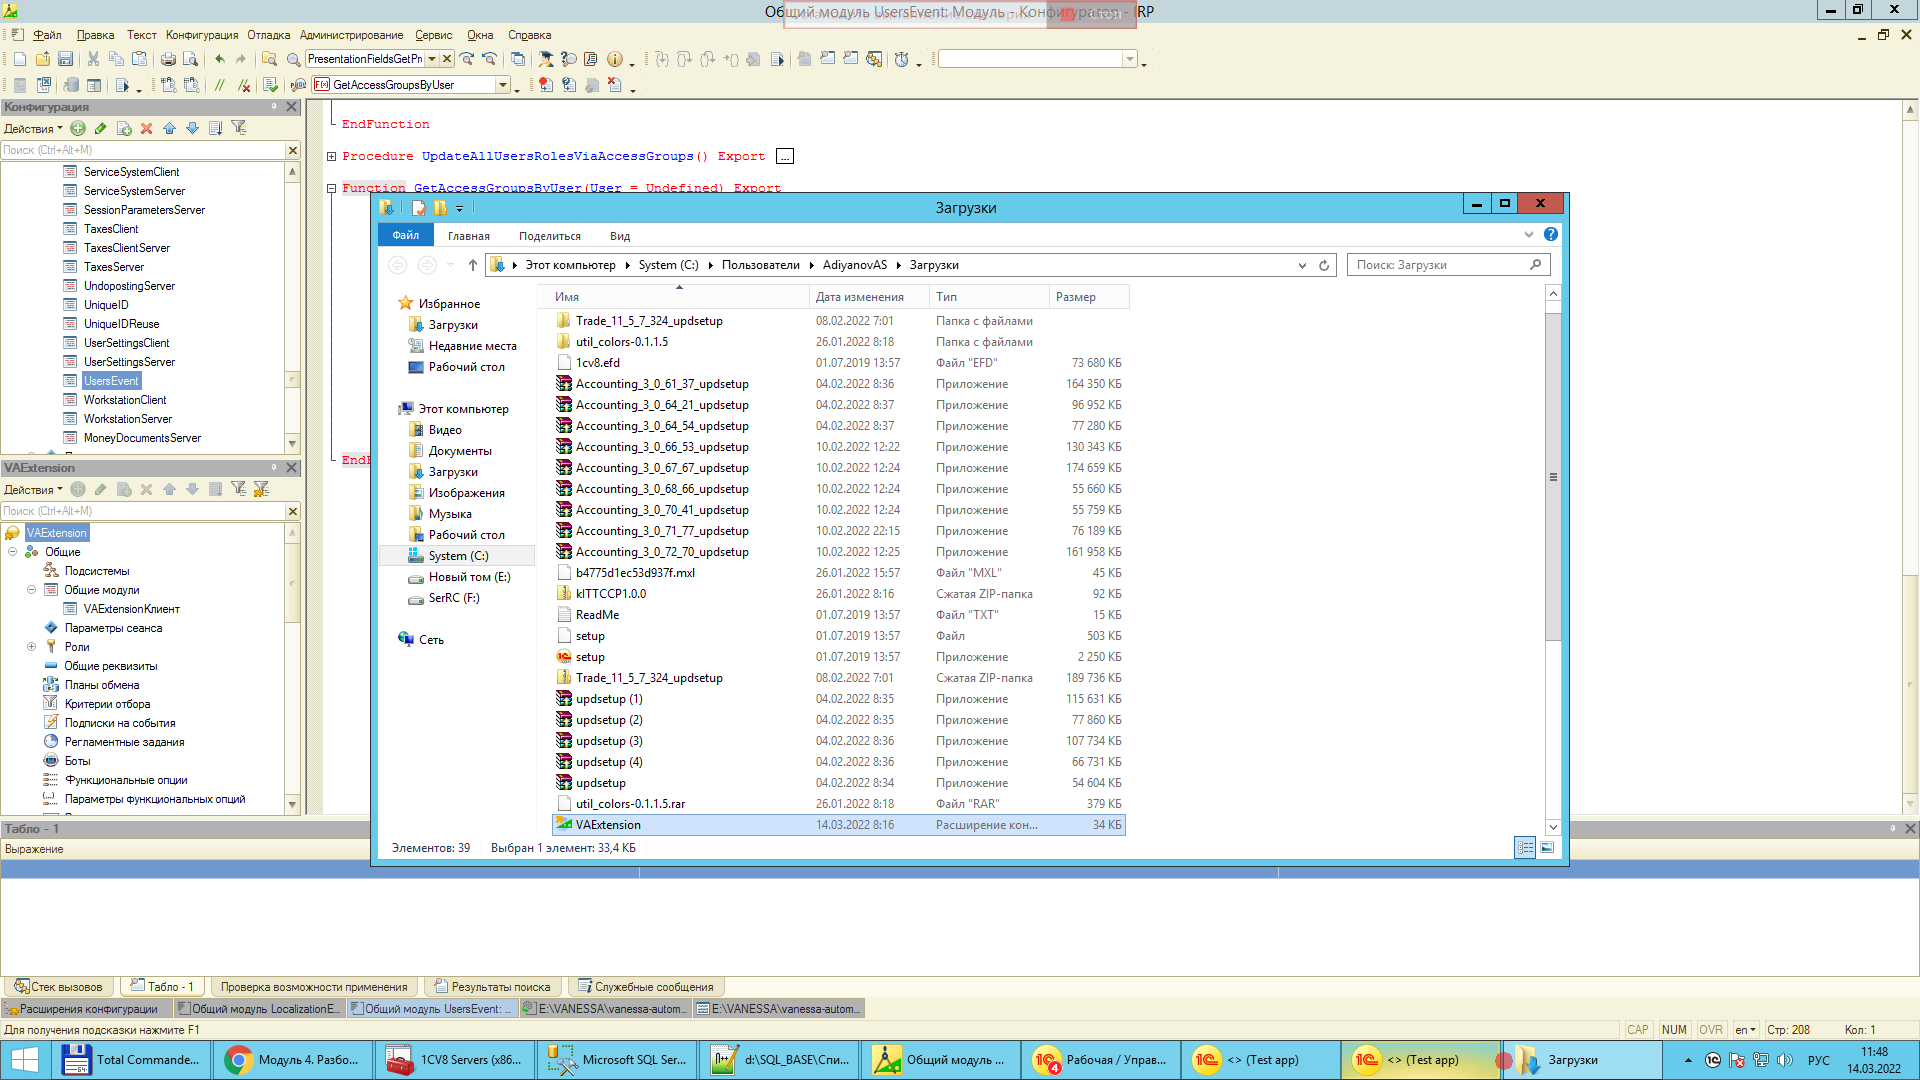 Общий модуль UsersEvent: Модуль - Конфигуратор - IRP
Файл Правка Текст Конфигурация Отладка Администрирование Сервис Окна Справка
PresentationFieldsGetPr
GetAccessGroupsByUser
Конфигурация
Действия
Поиск (Ctrl+Alt+M)
ServiceSystemClient
ServiceSystemServer
SessionParametersServer
TaxesClient
TaxesClientServer
TaxesServer
UndopostingServer
UniqueID
UniqueIDReuse
UserSettingsClient
UserSettingsServer
UsersEvent
WorkstationClient
WorkstationServer
MoneyDocumentsServer
EndFunction
Procedure UpdateAllUsersRolesViaAccessGroups() Export ...
Function GetAccessGroupsByUser(User = Undefined) Export
VAExtension
Действия
Поиск (Ctrl+Alt+M)
VAExtension
Общие
Подсистемы
Общие модули
VAExtensionКлиент
Параметры сеанса
Роли
Общие реквизиты
Планы обмена
Критерии отбора
Подписки на события
Регламентные задания
Боты
Функциональные опции
Параметры функциональных опций
Загрузки
Файл Главная Поделиться Вид
Этот компьютер System (C:) Пользователи AdiyanovAS Загрузки
Поиск: Загрузки
Избранное
Загрузки
Недавние места
Рабочий стол
Этот компьютер
Видео
Документы
Загрузки
Изображения
Музыка
Рабочий стол
System (C:)
Новый том (E:)
SerRC (F:)
Сеть
Имя Дата изменения Тип Размер
Trade_11_5_7_324_updsetup 08.02.2022 7:01 Папка с файлами
util_colors-0.1.1.5 26.01.2022 8:18 Папка с файлами
1cv8.efd 01.07.2019 13:57 Файл "EFD" 73 680 КБ
Accounting_3_0_61_37_updsetup 04.02.2022 8:36 Приложение 164 350 КБ
Accounting_3_0_64_21_updsetup 04.02.2022 8:37 Приложение 96 952 КБ
Accounting_3_0_64_54_updsetup 04.02.2022 8:37 Приложение 77 280 КБ
Accounting_3_0_66_53_updsetup 10.02.2022 12:22 Приложение 130 343 КБ
Accounting_3_0_67_67_updsetup 10.02.2022 12:24 Приложение 174 659 КБ
Accounting_3_0_68_66_updsetup 10.02.2022 12:24 Приложение 55 660 КБ
Accounting_3_0_70_41_updsetup 10.02.2022 12:24 Приложение 55 759 КБ
Accounting_3_0_71_77_updsetup 10.02.2022 22:15 Приложение 76 189 КБ
Accounting_3_0_72_70_updsetup 10.02.2022 12:25 Приложение 161 958 КБ
b4775d1ec53d937f.mxl 26.01.2022 15:57 Файл "MXL" 45 КБ
kITTCCP1.0.0 26.01.2022 8:16 Сжатая ZIP-папка 92 КБ
ReadMe 01.07.2019 13:57 Файл "TXT" 15 КБ
setup 01.07.2019 13:57 Файл 503 КБ
setup 01.07.2019 13:57 Приложение 2 250 КБ
Trade_11_5_7_324_updsetup 08.02.2022 7:01 Сжатая ZIP-папка 189 736 КБ
updsetup (1) 04.02.2022 8:35 Приложение 115 631 КБ
updsetup (2) 04.02.2022 8:35 Приложение 77 860 КБ
updsetup (3) 04.02.2022 8:36 Приложение 107 734 КБ
updsetup (4) 04.02.2022 8:36 Приложение 66 731 КБ
updsetup 04.02.2022 8:34 Приложение 54 604 КБ
util_colors-0.1.1.5.rar 26.01.2022 8:18 Файл "RAR" 379 КБ
VAExtension 14.03.2022 8:16 Расширение кон... 34 КБ
Элементов: 39 Выбран 1 элемент: 33,4 КБ
Табло - 1
Выражение
Стек вызовов Табло - 1 Проверка возможности применения Результаты поиска Служебные сообщения
Расширения конфигурации Общий модуль LocalizationE... Общий модуль UsersEvent: ... E:\VANESSA\vanessa-autom... E:\VANESSA\vanessa-autom...
Для получения подсказки нажмите F1 CAP NUM OVR en Стр: 208 Кол: 1
Total Commande... Модуль 4. Разбо... 1CV8 Servers (x86... Microsoft SQL Ser... d:\SQL_BASE\Спи... Общий модуль ... Рабочая / Управ... <> (Test app) <> (Test app) Загрузки РУС 11:48
14.03.2022